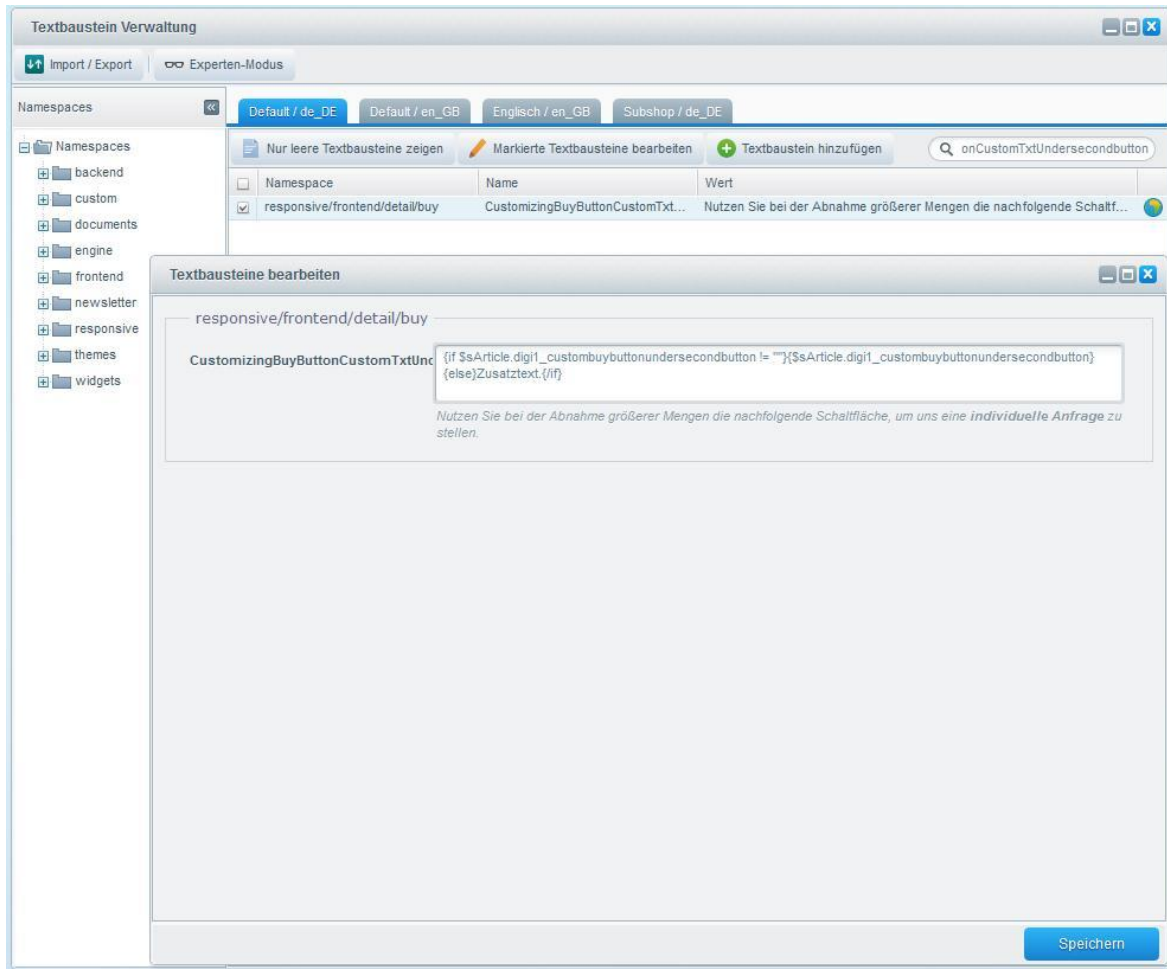 Textbaustein Verwaltung
Import / Export
Experten-Modus
Namespaces
Default / de_DE
Default / en_GB
Englisch / en_GB
Subshop / de_DE
Namespaces
backend
custom
documents
engine
frontend
newsletter
responsive
themes
widgets
Nur leere Textbausteine zeigen
Markierte Textbausteine bearbeiten
Textbaustein hinzufügen
onCustomTxtUndersecondbutton
Namespace
Name
Wert
responsive/frontend/detail/buy
CustomizingBuyButtonCustomTxt...
Nutzen Sie bei der Abnahme größerer Mengen die nachfolgende Schaltf...
Textbausteine bearbeiten
responsive/frontend/detail/buy
CustomizingBuyButtonCustomTxtUnd
{if $sArticle.digi1_custombuybuttonundersecondbutton != ""}{$sArticle.digi1_custombuybuttonundersecondbutton}
{else}Zusatztext.{/if}
Nutzen Sie bei der Abnahme größerer Mengen die nachfolgende Schaltfläche, um uns eine individuelle Anfrage zu
stellen.
Speichern